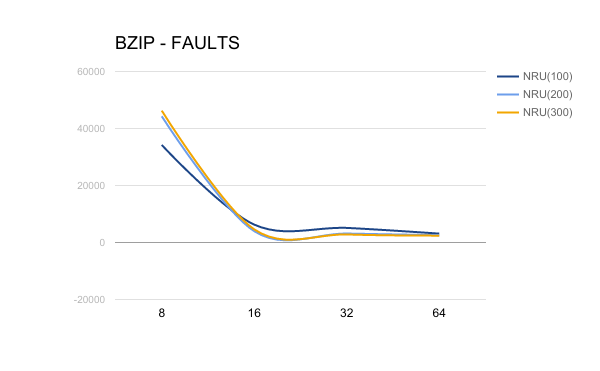 BZIP - FAULTS
60000
40000
20000
0
-20000
8 16 32 64
NRU(100)
NRU(200)
NRU(300)